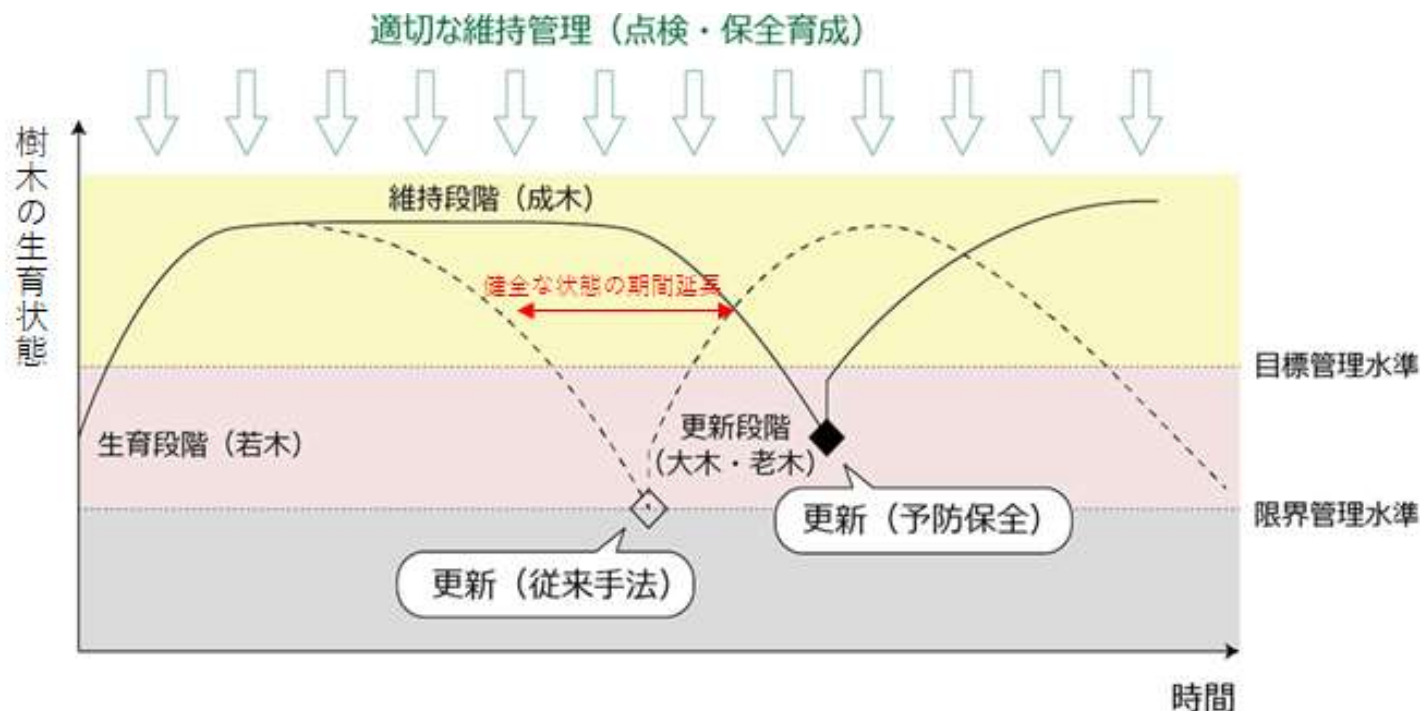 適切な維持管理（点検・保全育成）
樹木の生育状態
維持段階（成木）
健全な状態の期間延長
目標管理水準
生育段階（若木）
更新段階
（大木・老木）
更新（予防保全）
限界管理水準
更新（従来手法）
時間